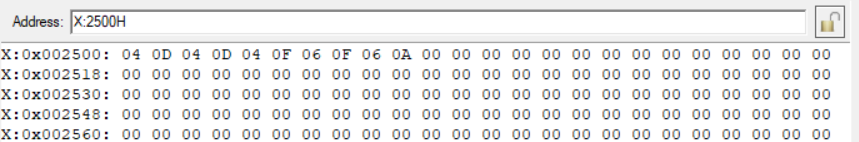 Address: X:2500H
X:0x002500: 04 0D 04 0D 04 0F 06 0F 06 0A 00 00 00 00 00 00 00 00 00 00 00 00 00 00
X:0x002518: 00 00 00 00 00 00 00 00 00 00 00 00 00 00 00 00 00 00 00 00 00 00 00 00
X:0x002530: 00 00 00 00 00 00 00 00 00 00 00 00 00 00 00 00 00 00 00 00 00 00 00 00
X:0x002548: 00 00 00 00 00 00 00 00 00 00 00 00 00 00 00 00 00 00 00 00 00 00 00 00
X:0x002560: 00 00 00 00 00 00 00 00 00 00 00 00 00 00 00 00 00 00 00 00 00 00 00 00